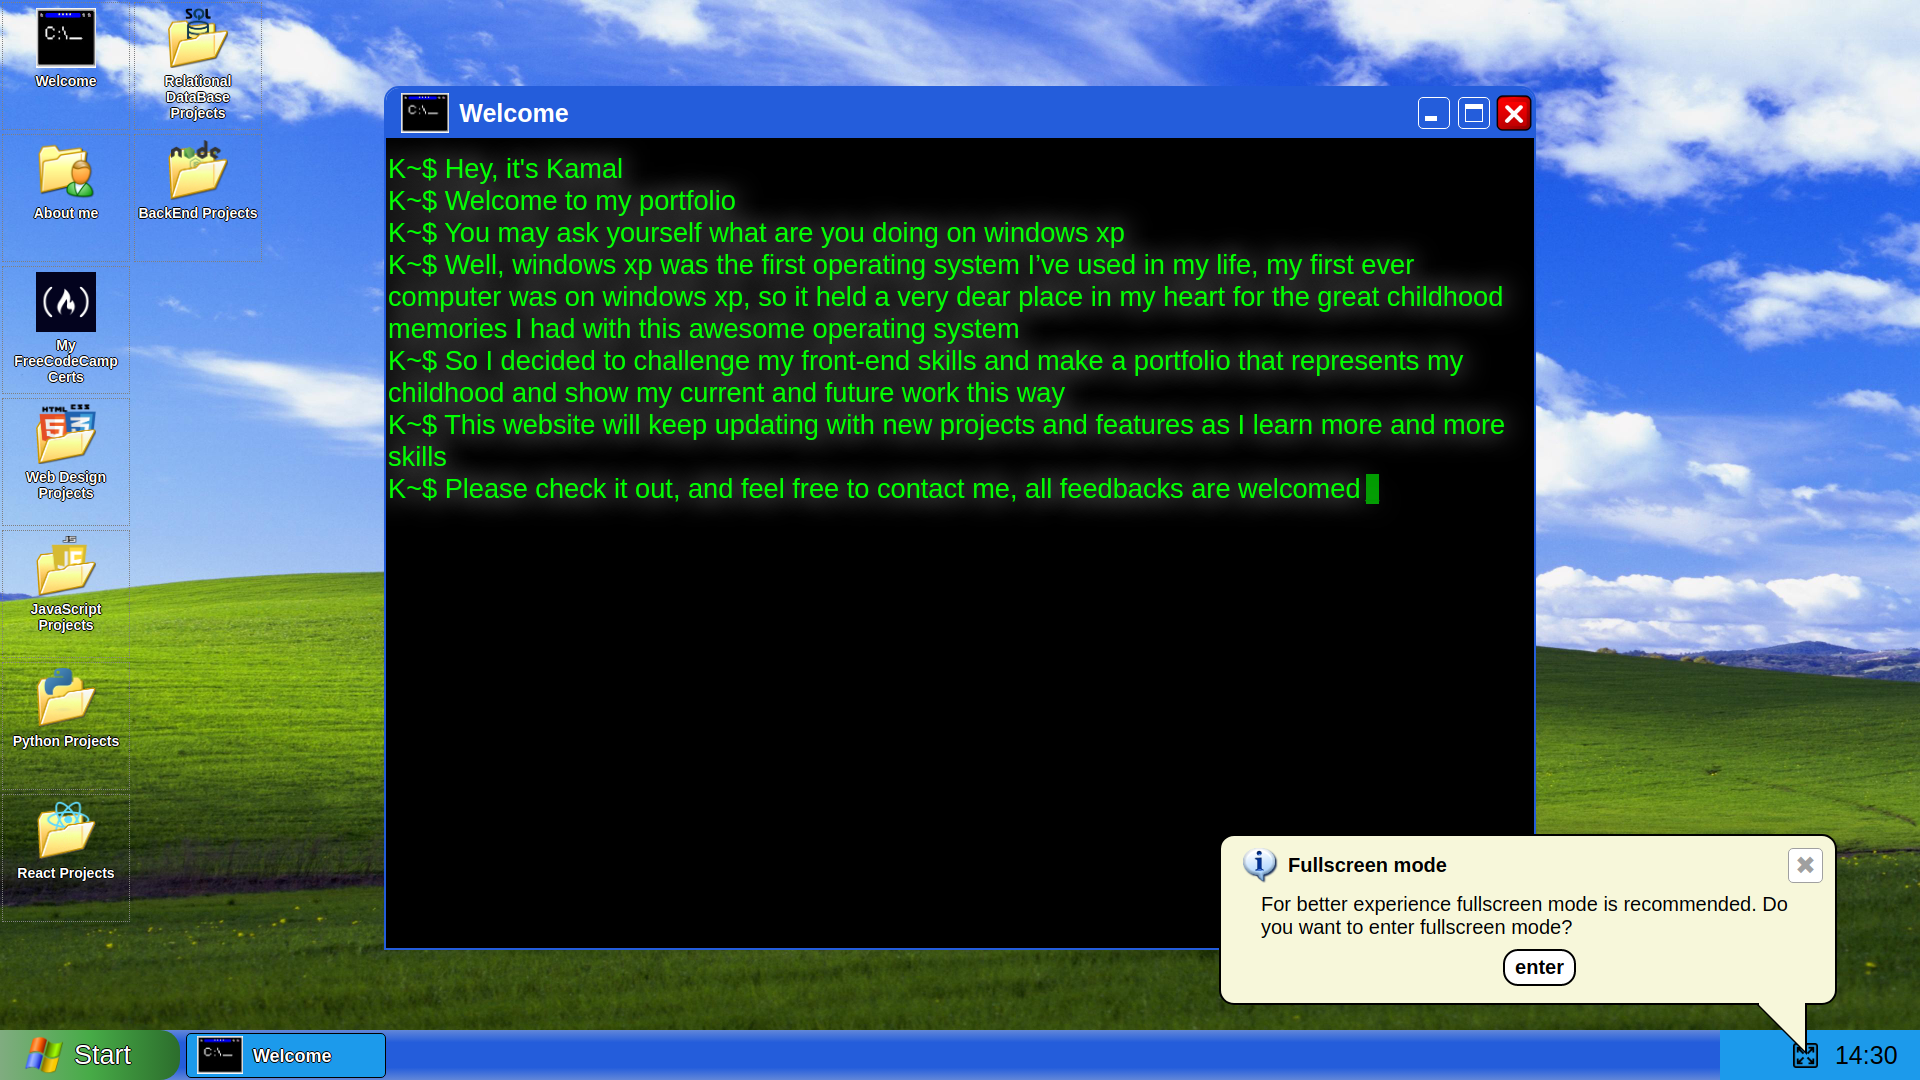 Welcome
SQL
Relational
DataBase
Projects
About me
node
BackEnd Projects
My
FreeCodeCamp
Certs
HTML CSS
5 3
Web Design
Projects
JS
JS
JavaScript
Projects
Python Projects
React Projects
C:\_
C:\_ Welcome
K~$ Hey, it's Kamal
K~$ Welcome to my portfolio
K~$ You may ask yourself what are you doing on windows xp
K~$ Well, windows xp was the first operating system I’ve used in my life, my first ever
computer was on windows xp, so it held a very dear place in my heart for the great childhood
memories I had with this awesome operating system
K~$ So I decided to challenge my front-end skills and make a portfolio that represents my
childhood and show my current and future work this way
K~$ This website will keep updating with new projects and features as I learn more and more
skills
K~$ Please check it out, and feel free to contact me, all feedbacks are welcomed
Fullscreen mode
For better experience fullscreen mode is recommended. Do
you want to enter fullscreen mode?
enter
Start
C:\_ Welcome
14:30